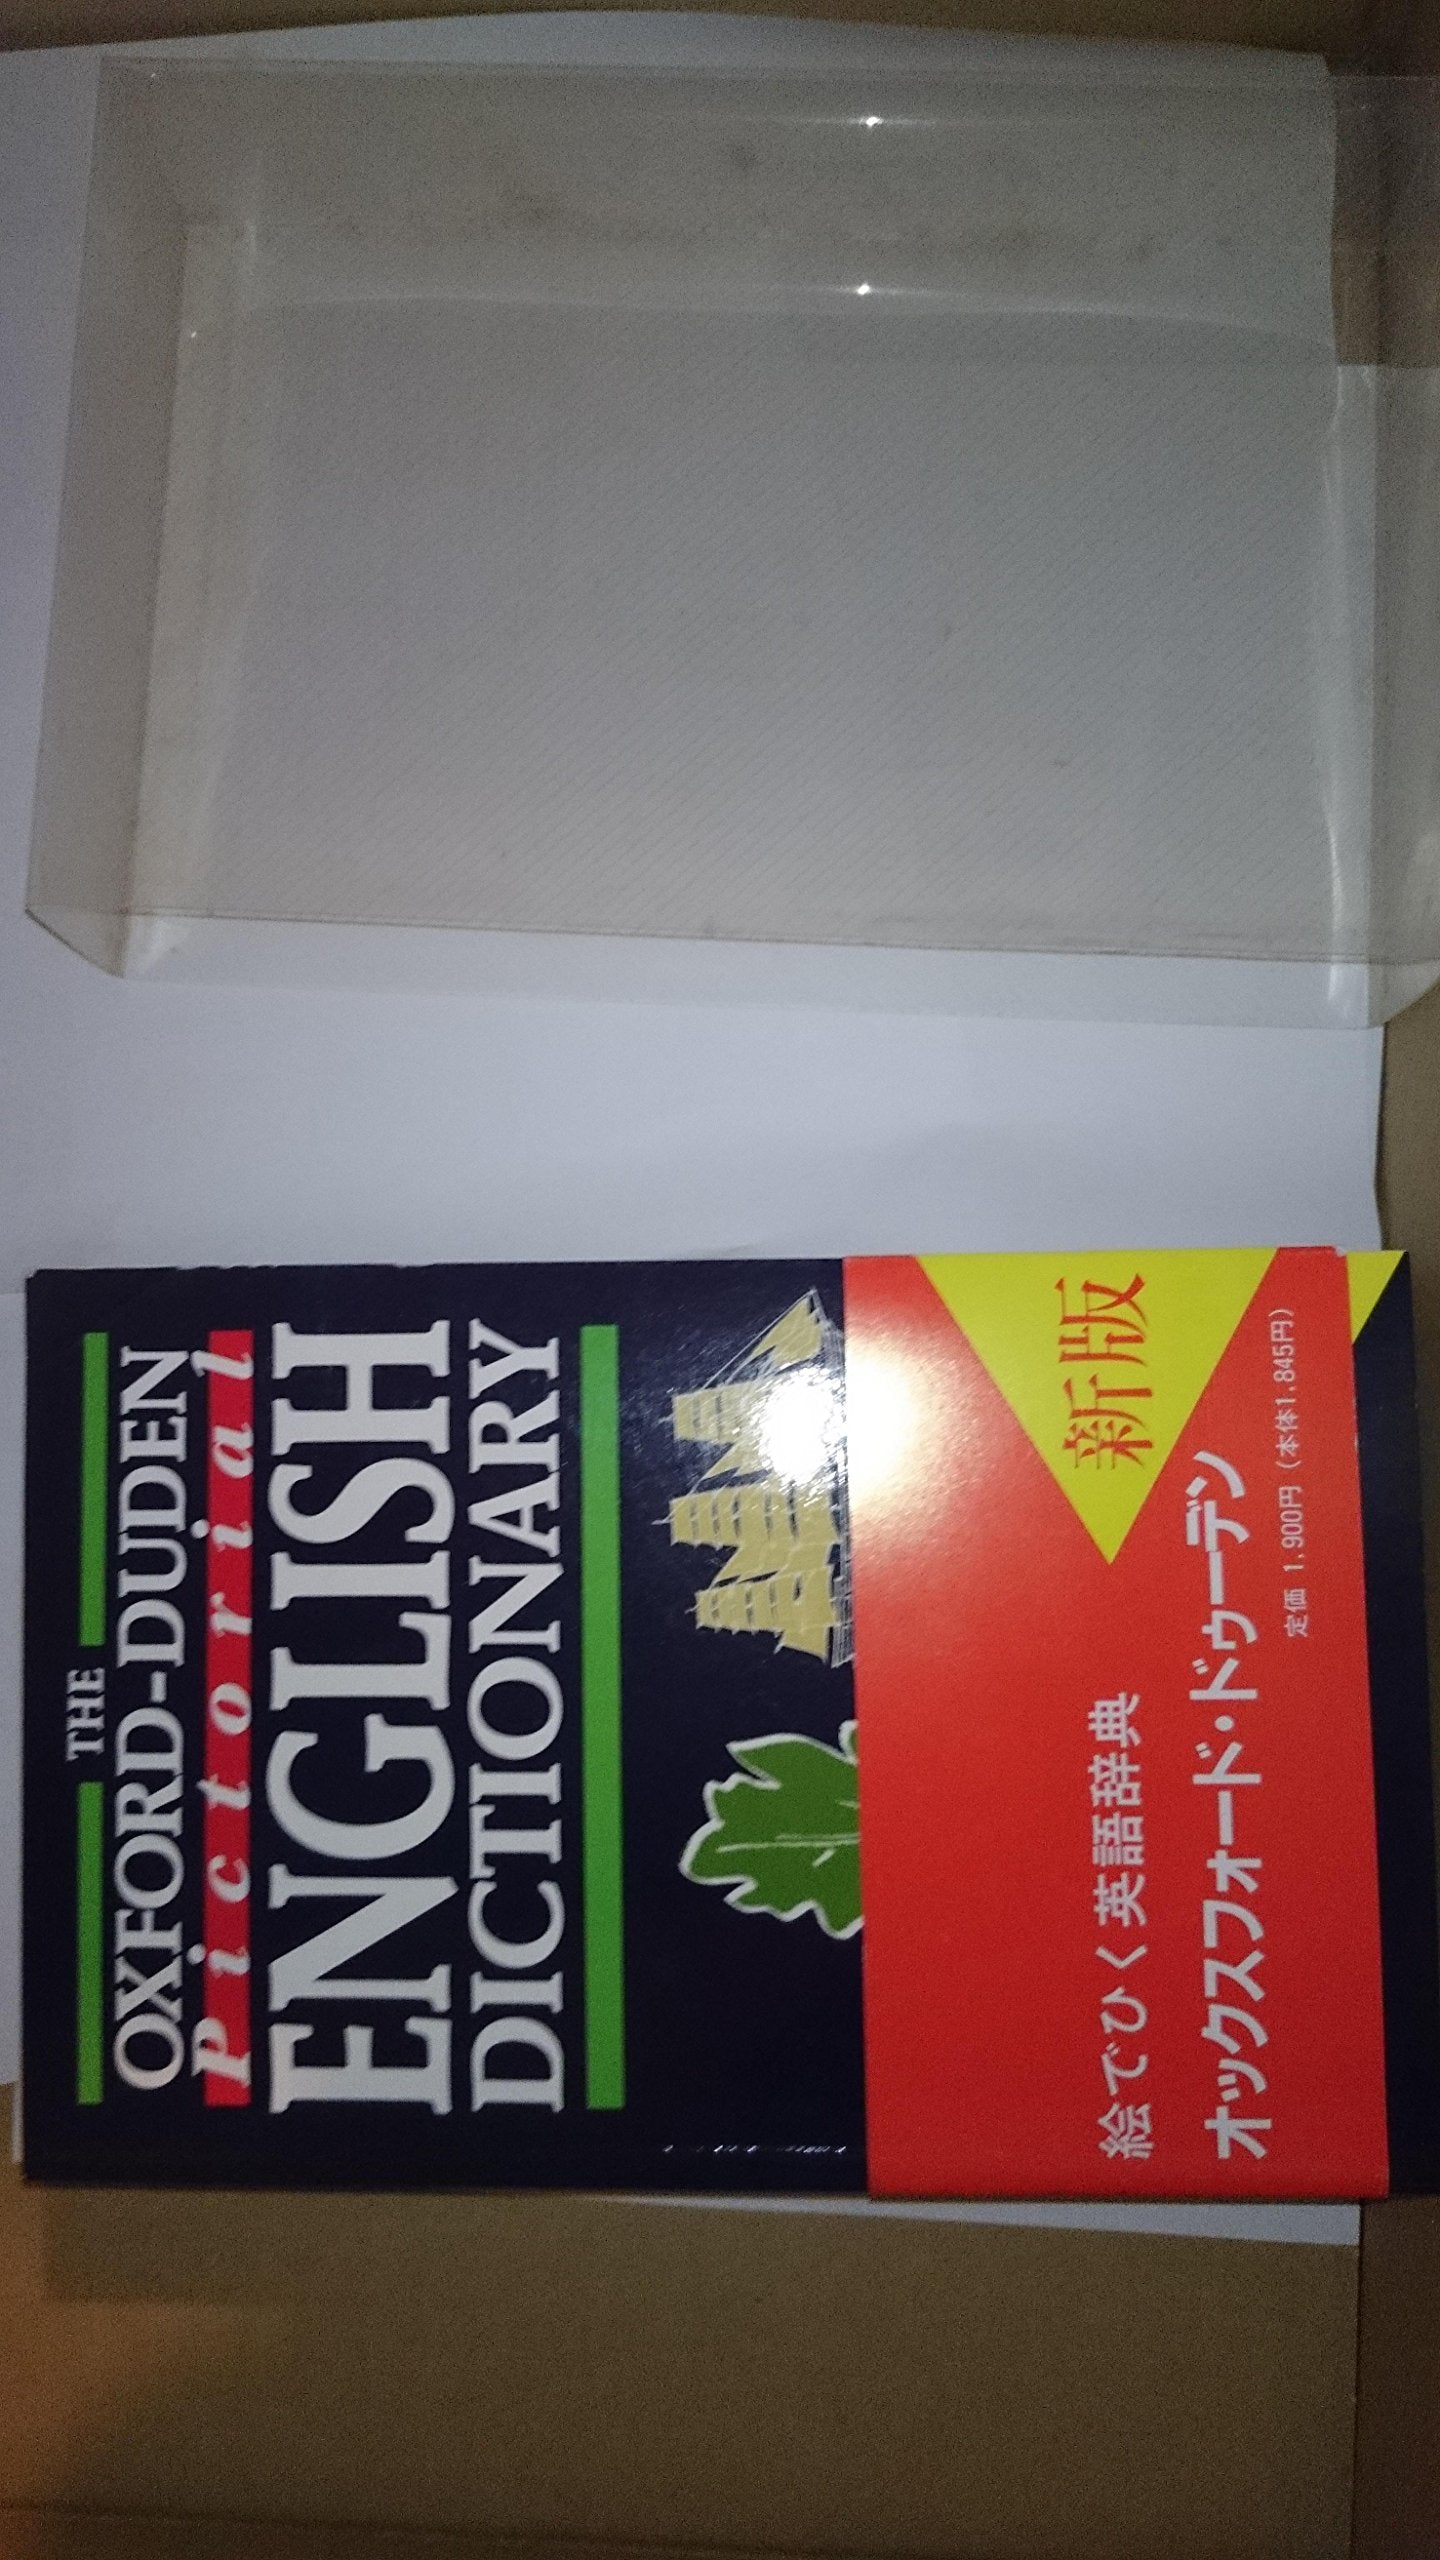 THE
OXFORD-DUDEN
Pictorial
ENGLISH
DICTIONARY
新版
絵でひく英語辞典
オックスフォード・ドゥーデン
定価 1,900円 (本体1,845円)